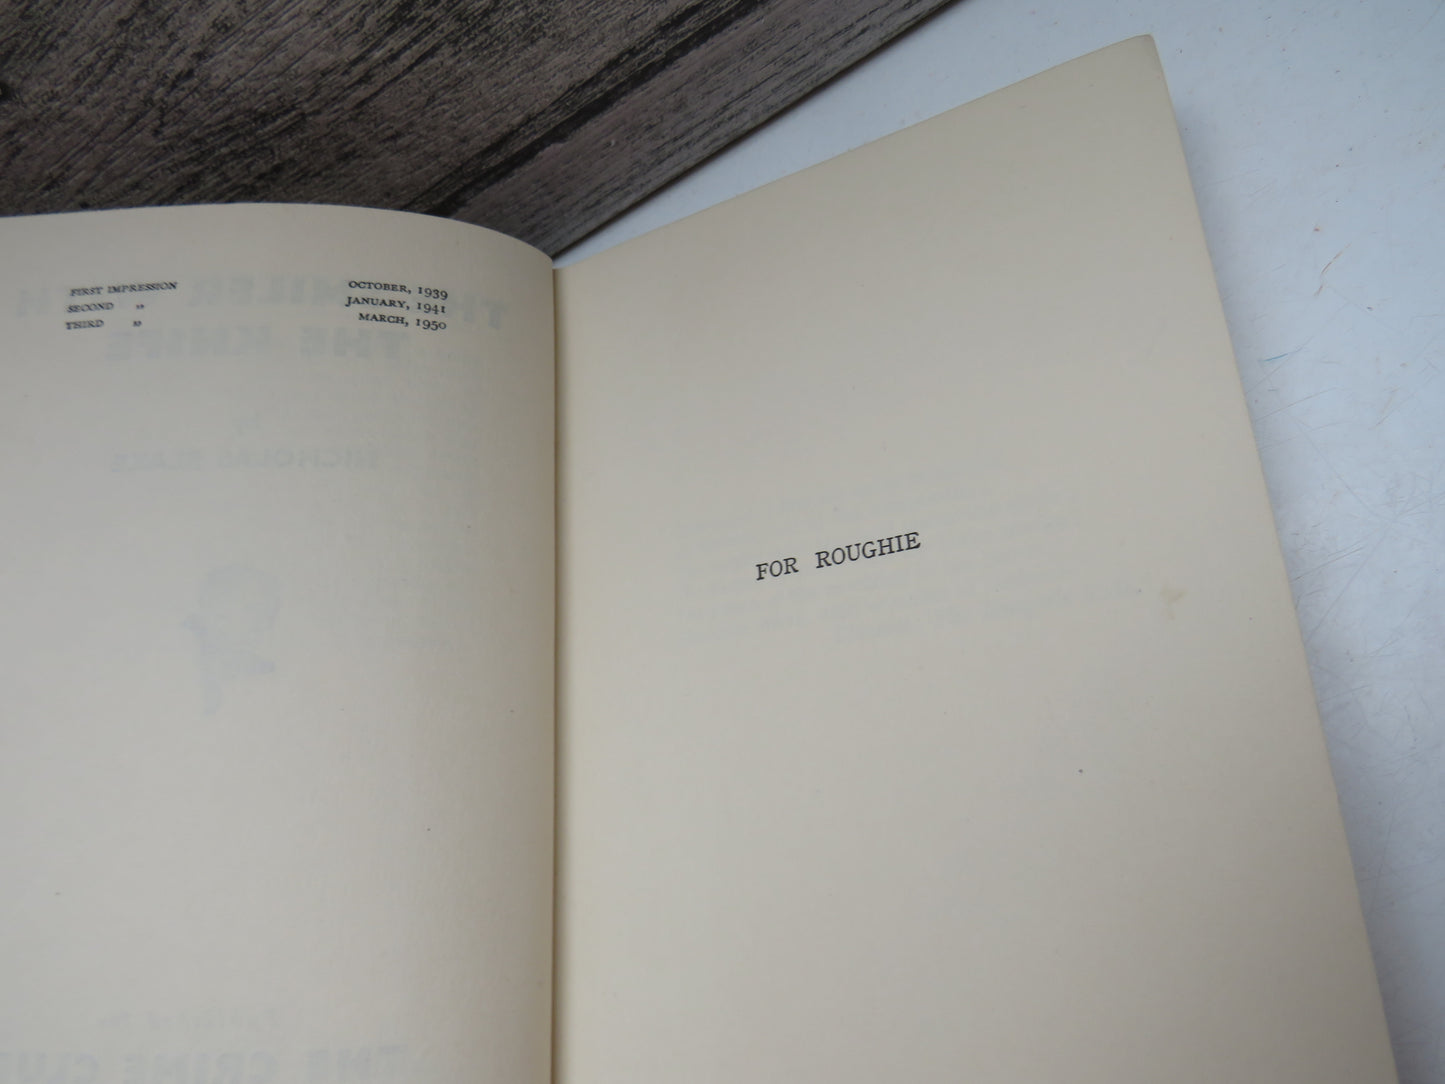 FIRST IMPRESSION OCTOBER, 1939
SECOND „ JANUARY, 1941
THIRD „ MARCH, 1950
FOR ROUGHIE